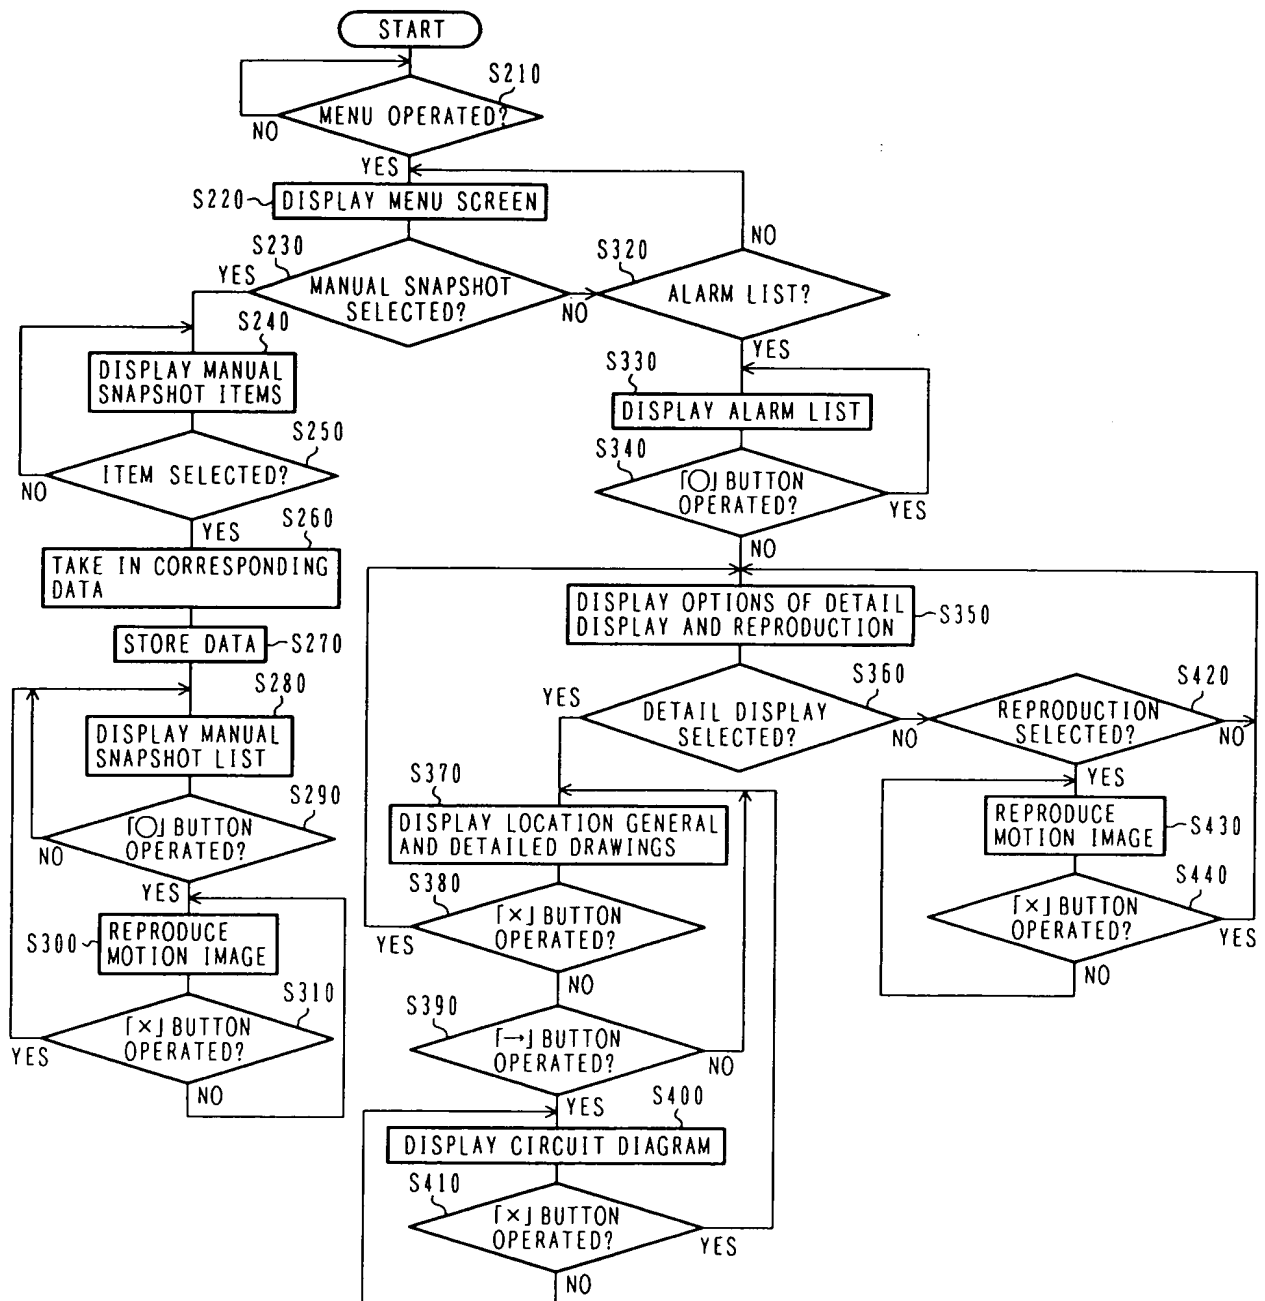 START
S210
MENU OPERATED?
NO
YES
S220
DISPLAY MENU SCREEN
S230
YES
MANUAL SNAPSHOT
SELECTED?
NO
S320
NO
ALARM LIST?
YES
S240
DISPLAY MANUAL
SNAPSHOT ITEMS
S250
ITEM SELECTED?
NO
YES
S260
TAKE IN CORRESPONDING
DATA
STORE DATA
S270
S280
DISPLAY MANUAL
SNAPSHOT LIST
S290
「○」BUTTON
OPERATED?
NO
YES
S300
REPRODUCE
MOTION IMAGE
S310
「×」BUTTON
OPERATED?
YES
NO
S330
DISPLAY ALARM LIST
S340
「○」BUTTON
OPERATED?
YES
NO
DISPLAY OPTIONS OF DETAIL
DISPLAY AND REPRODUCTION
S350
S360
YES
DETAIL DISPLAY
SELECTED?
NO
S370
DISPLAY LOCATION GENERAL
AND DETAILED DRAWINGS
S380
「×」BUTTON
OPERATED?
YES
NO
S390
「→」BUTTON
OPERATED?
NO
YES
S400
DISPLAY CIRCUIT DIAGRAM
S410
「×」BUTTON
OPERATED?
YES
NO
S420
REPRODUCTION
SELECTED?
NO
YES
REPRODUCE
MOTION IMAGE
S430
S440
「×」BUTTON
OPERATED?
YES
NO